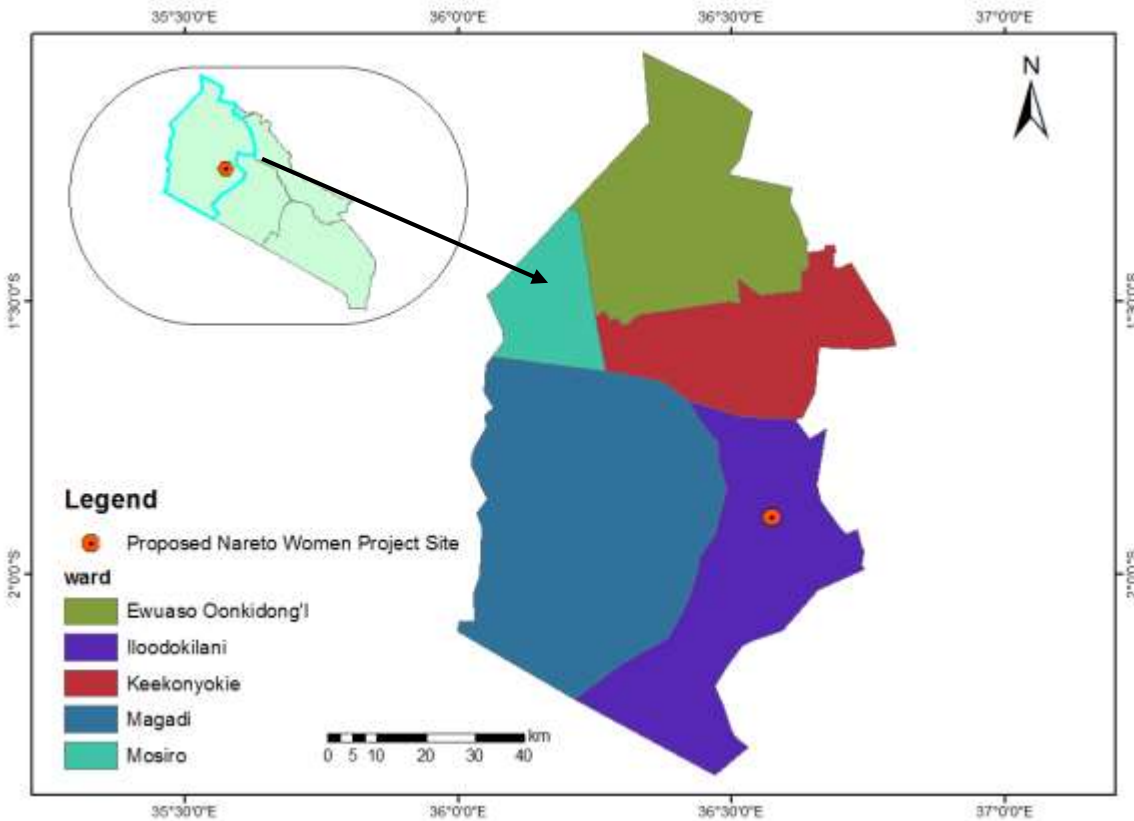 35°30'0"E 36°0'0"E 36°30'0"E 37°0'0"E
N
1°30'0"S 1°30'0"S
Legend
Proposed Nareto Women Project Site
ward
Ewuaso Oonkidong'I
Iloodokilani
Keekonyokie
Magadi
Mosiro
2°0'0"S 2°0'0"S
km
0 5 10 20 30 40
35°30'0"E 36°0'0"E 36°30'0"E 37°0'0"E